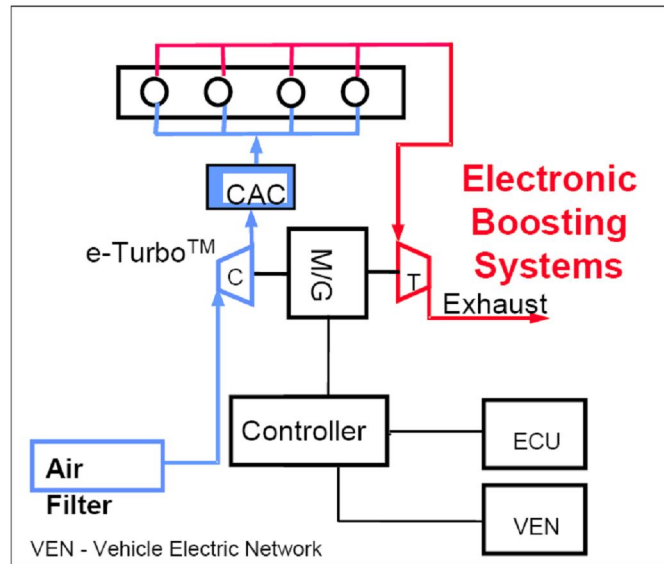 CAC
Electronic
Boosting
Systems
e-Turbo™
C
M/G
T
Exhaust
Controller
ECU
Air
Filter
VEN
VEN - Vehicle Electric Network